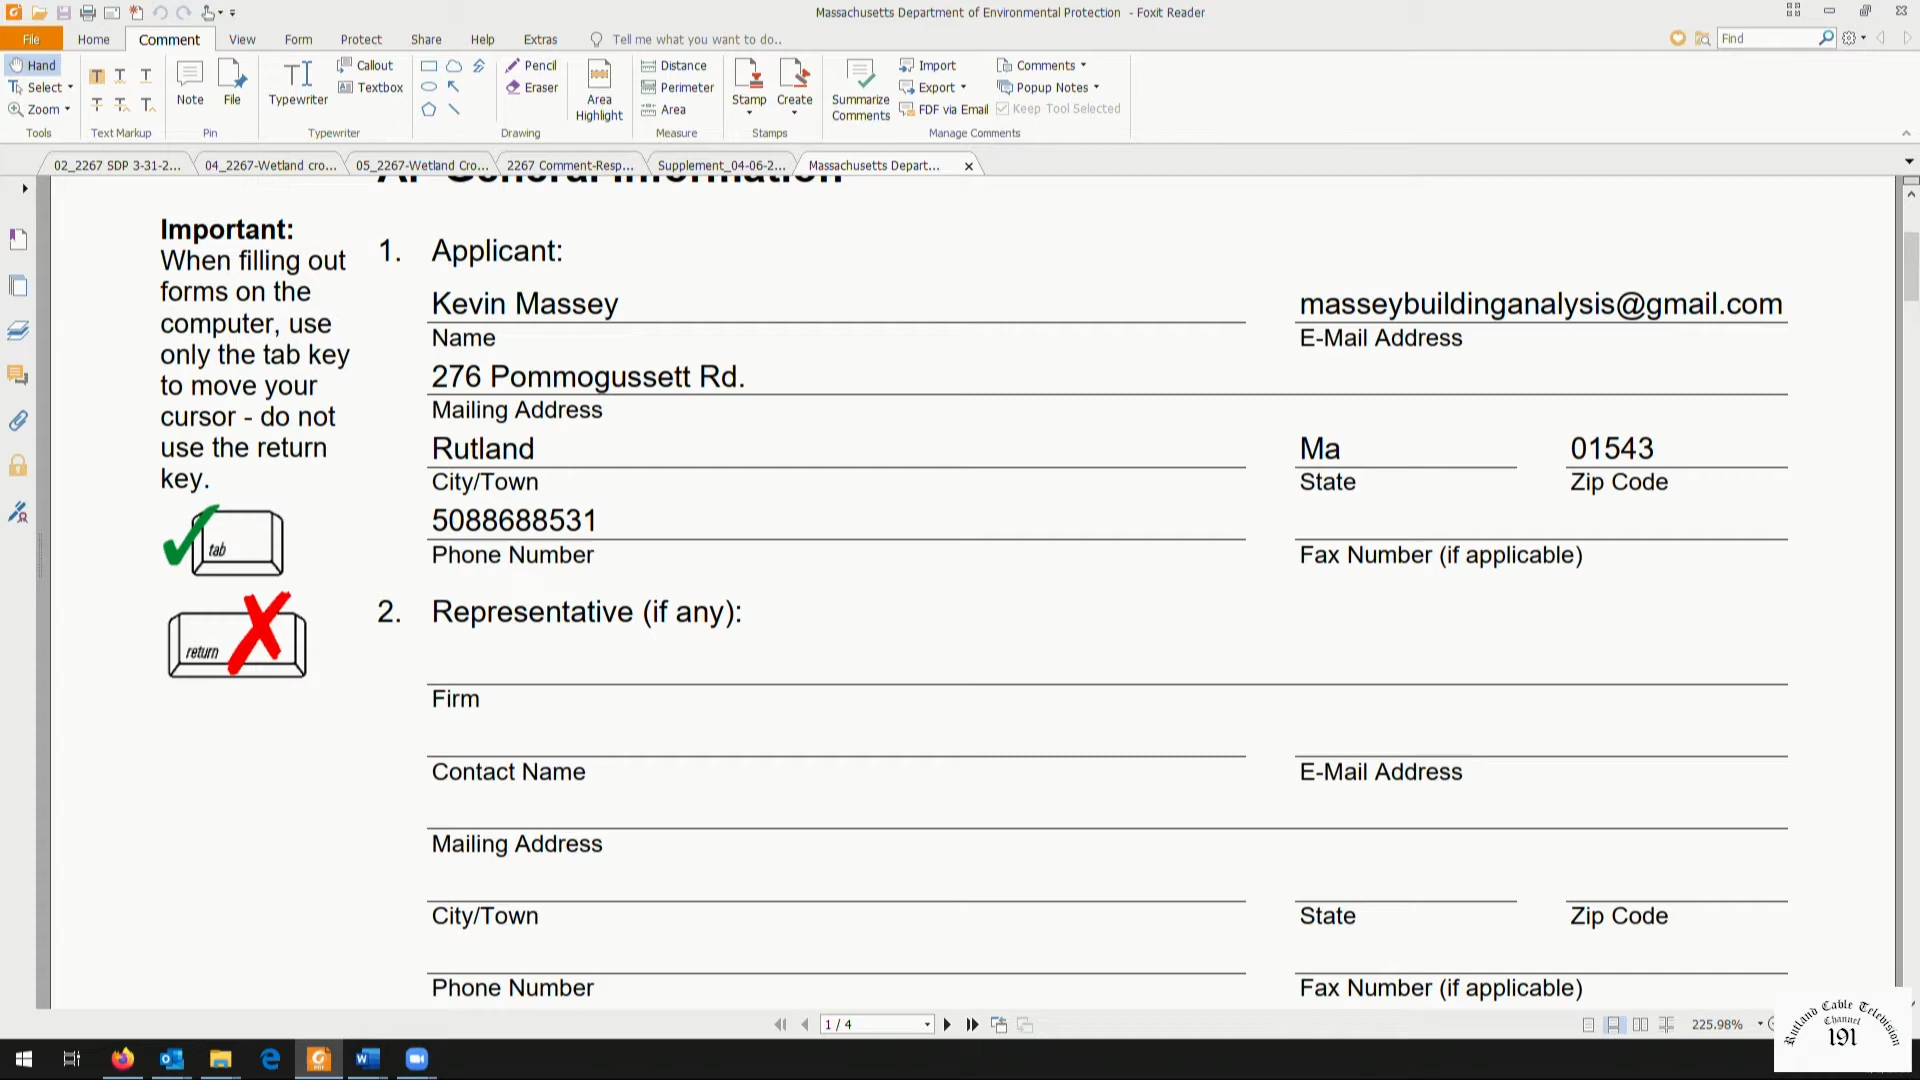 Massachusetts Department of Environmental Protection - Foxit Reader
File Home Comment View Form Protect Share Help Extras Tell me what you want to do.. Find
Hand
Select
Zoom
Tools
Text Markup
Note
File
Pin
Typewriter
Callout
Textbox
Typewriter
Pencil
Eraser
Drawing
Area
Highlight
Distance
Perimeter
Area
Measure
Stamp
Create
Stamps
Summarize
Comments
Import
Export
FDF via Email
Comments
Popup Notes
Keep Tool Selected
Manage Comments
02_2267 SDP 3-31-2... 04_2267-Wetland cro... 05_2267-Wetland Cro... 2267 Comment-Resp... Supplement_04-06-2... Massachusetts Depart...
A. General Information
Important:
When filling out
forms on the
computer, use
only the tab key
to move your
cursor - do not
use the return
key.
tab
return
1. Applicant:
Kevin Massey masseybuildinganalysis@gmail.com
Name E-Mail Address
276 Pommogussett Rd.
Mailing Address
Rutland Ma 01543
City/Town State Zip Code
5088688531
Phone Number Fax Number (if applicable)
2. Representative (if any):
Firm
Contact Name E-Mail Address
Mailing Address
City/Town State Zip Code
Phone Number Fax Number (if applicable)
1 / 4
225.98%
Rutland Cable Television
Channel
191